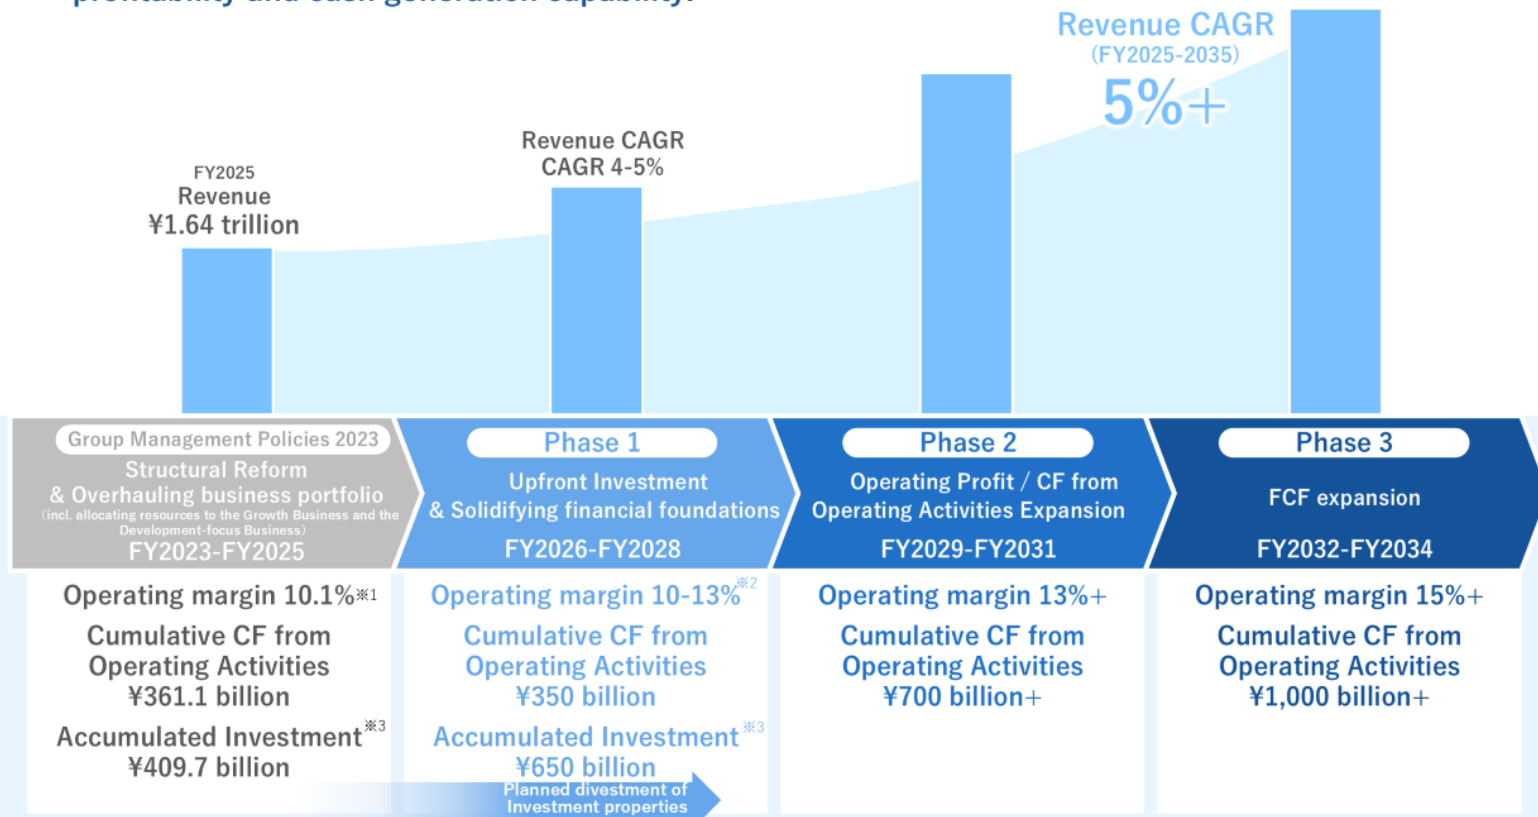 profitability and cash generation capability.
Revenue CAGR
(FY2025-2035)
5%+
Revenue CAGR
CAGR 4-5%
FY2025
Revenue
¥1.64 trillion
Group Management Policies 2023
Structural Reform
& Overhauling business portfolio
(incl. allocating resources to the Growth Business and the
Development-focus Business)
FY2023-FY2025
Operating margin 10.1%※1
Cumulative CF from
Operating Activities
¥361.1 billion
Accumulated Investment※3
¥409.7 billion
Phase 1
Upfront Investment
& Solidifying financial foundations
FY2026-FY2028
Operating margin 10-13%※2
Cumulative CF from
Operating Activities
¥350 billion
Accumulated Investment※3
¥650 billion
Planned divestment of
Investment properties
Phase 2
Operating Profit / CF from
Operating Activities Expansion
FY2029-FY2031
Operating margin 13%+
Cumulative CF from
Operating Activities
¥700 billion+
Phase 3
FCF expansion
FY2032-FY2034
Operating margin 15%+
Cumulative CF from
Operating Activities
¥1,000 billion+